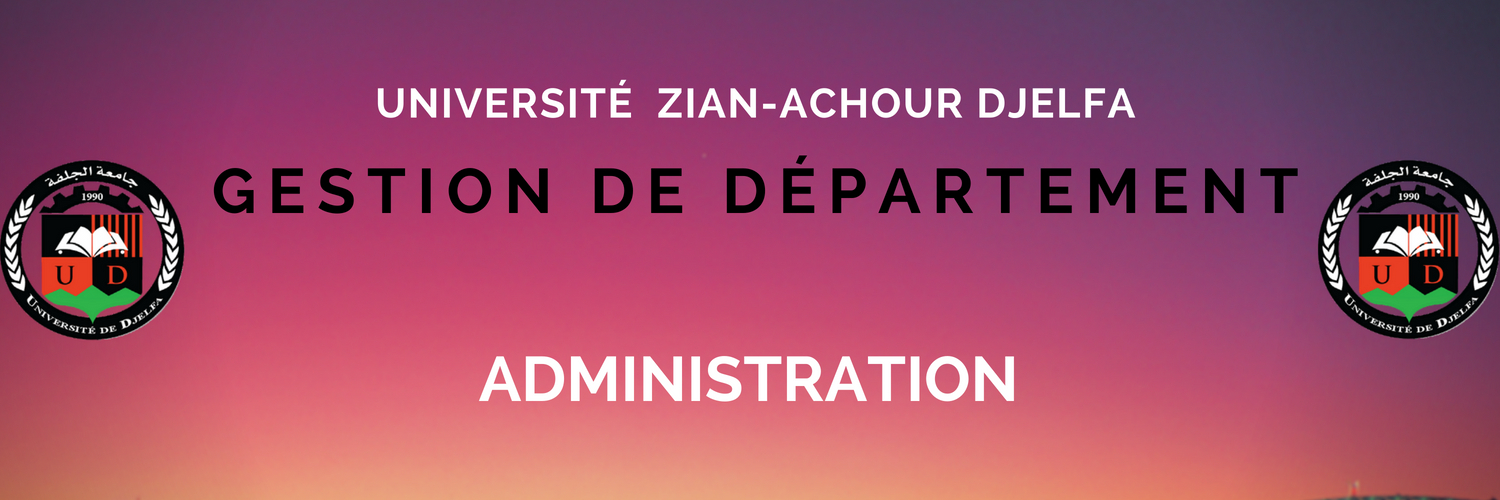 UNIVERSITÉ ZIAN-ACHOUR DJELFA
GESTION DE DÉPARTEMENT
جامعة الجلفة
1990
U D
UNIVERSITÉ DE DJELFA
جامعة الجلفة
1990
U D
UNIVERSITÉ DE DJELFA
ADMINISTRATION